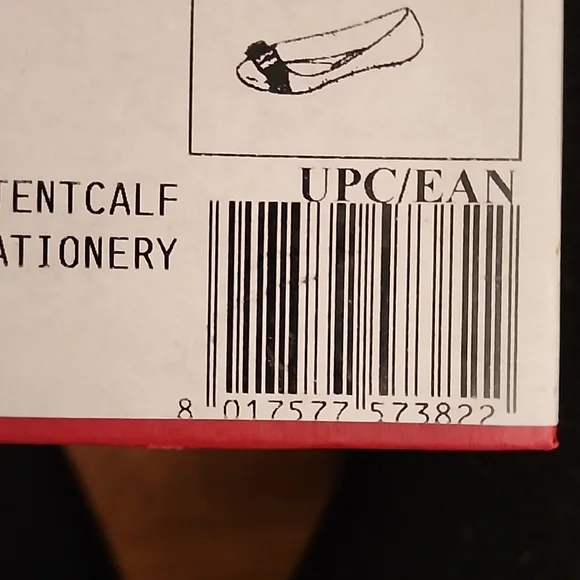 UPC/EAN
TENTCALF
ATIONERY
8 017577 573822